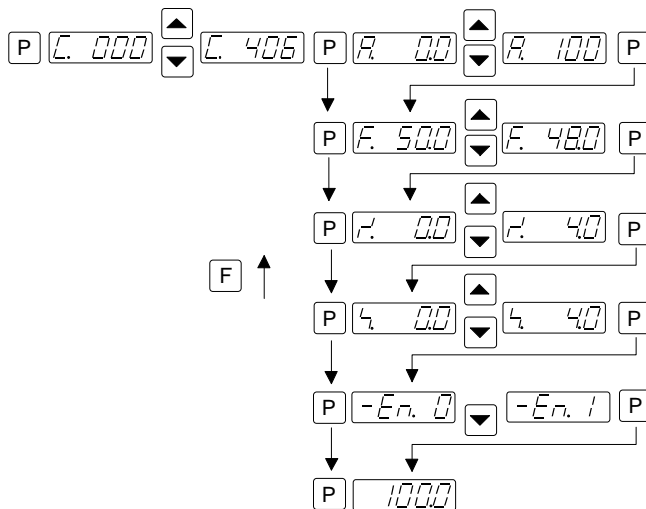 P C. 000 C. 406 P A. 0.0 A. 100 P
P F. 50.0 F. 48.0 P
P 0.0 4.0 P
F
P 0.0 4.0 P
P -En. 0 -En. 1 P
P 100.0